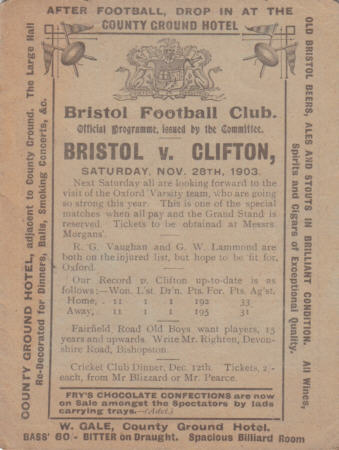 AFTER FOOTBALL, DROP IN AT THE
COUNTY GROUND HOTEL
COUNTY GROUND HOTEL, adjacent to County Ground. The Large Hall
Re-Decorated for Dinners, Balls, Smoking Concerts, &c.
Bristol Football Club.
Official Programme, issued by the Committee.
BRISTOL v. CLIFTON,
SATURDAY, NOV. 28TH, 1903.
Next Saturday all are looking forward to the
visit of the Oxford Varsity team, who are going
so strong this year. This is one of the special
matches when all pay and the Grand Stand is
reserved. Tickets to be obtained at Messrs.
Morgans'.
R. G. Vaughan and G. W. Lammond are
both on the injured list, but hope to be fit for
Oxford.
Our Record v. Clifton up-to-date is as
follows:—Won. L'st Dr'n. Pts. For. Pts. Ag'st.
Home, . 11 1 1 192 33
Away, . 11 1 1 195 31
Fairfield Road Old Boys want players, 15
years and upwards. Write Mr. Righton, Devon-
shire Road, Bishopston.
Cricket Club Dinner, Dec. 12th. Tickets, 2/-
each, from Mr Blizzard or Mr. Pearce.
FRY'S CHOCOLATE CONFECTIONS are now
on Sale amongst the Spectators by lads
carrying trays.—(Advt.)
OLD BRISTOL BEERS, ALES AND STOUTS IN BRILLIANT CONDITION. All Wines,
Spirits and Cigars of Exceptional Quality.
W. GALE, County Ground Hotel.
BASS' 60/- BITTER on Draught. Spacious Billiard Room